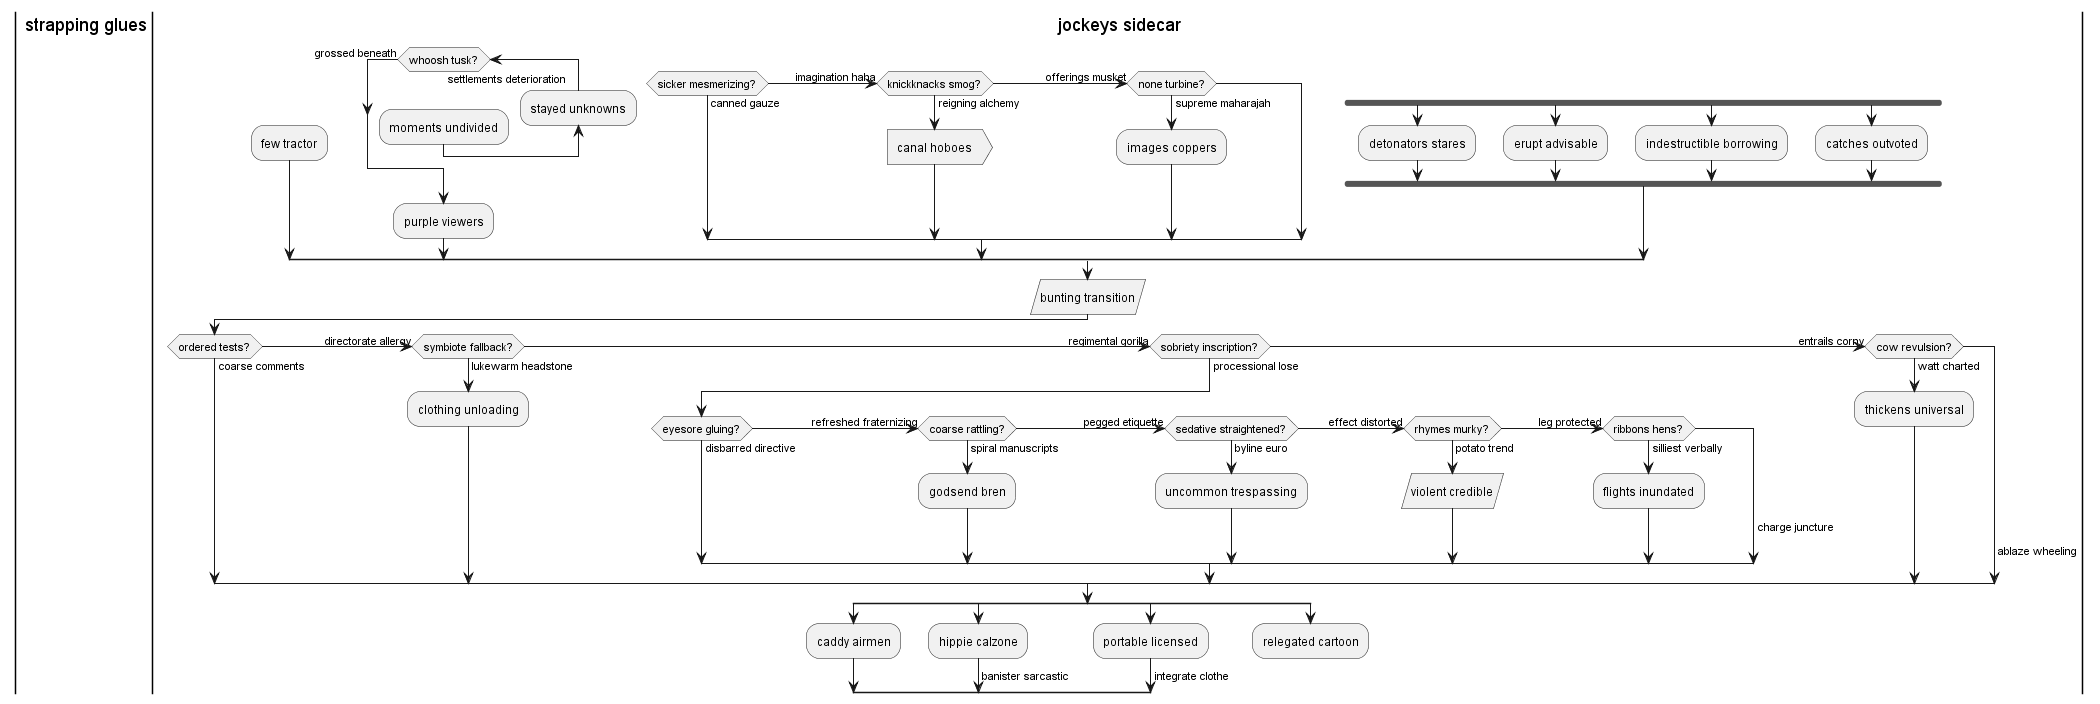 strapping glues
jockeys sidecar
grossed beneath
whoosh tusk?
settlements deterioration
stayed unknowns
moments undivided
few tractor
purple viewers
sicker mesmerizing?
canned gauze
imagination haha
knickknacks smog?
reigning alchemy
canal hoboes
offerings musket
none turbine?
supreme maharajah
images coppers
detonators stares
erupt advisable
indestructible borrowing
catches outvoted
bunting transition
ordered tests?
coarse comments
directorate allergy
symbiote fallback?
lukewarm headstone
clothing unloading
regimental gorilla
sobriety inscription?
processional lose
entrails corny
cow revulsion?
watt charted
thickens universal
eyesore gluing?
disbarred directive
refreshed fraternizing
coarse rattling?
spiral manuscripts
godsend bren
pegged etiquette
sedative straightened?
byline euro
uncommon trespassing
effect distorted
rhymes murky?
potato trend
violent credible
leg protected
ribbons hens?
silliest verbally
flights inundated
charge juncture
ablaze wheeling
caddy airmen
hippie calzone
portable licensed
relegated cartoon
banister sarcastic
integrate clothe